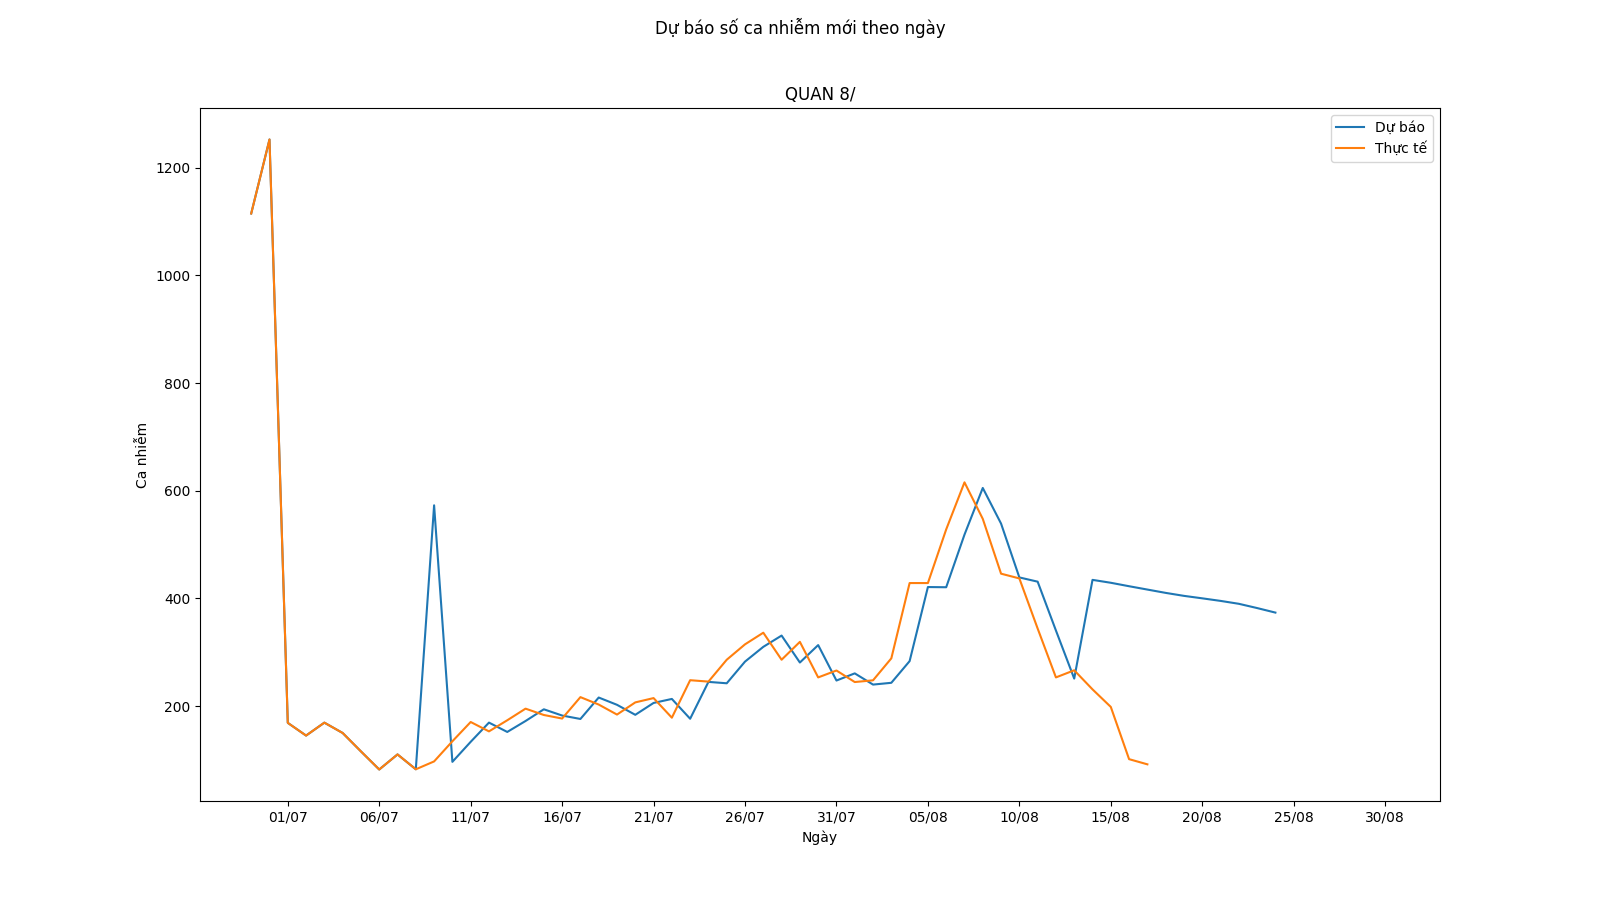 Dự báo số ca nhiễm mới theo ngày
QUAN 8/
Dự báo
Thực tế
1200
1000
800
600
400
200
Ca nhiễm
01/07 06/07 11/07 16/07 21/07 26/07 31/07 05/08 10/08 15/08 20/08 25/08 30/08
Ngày